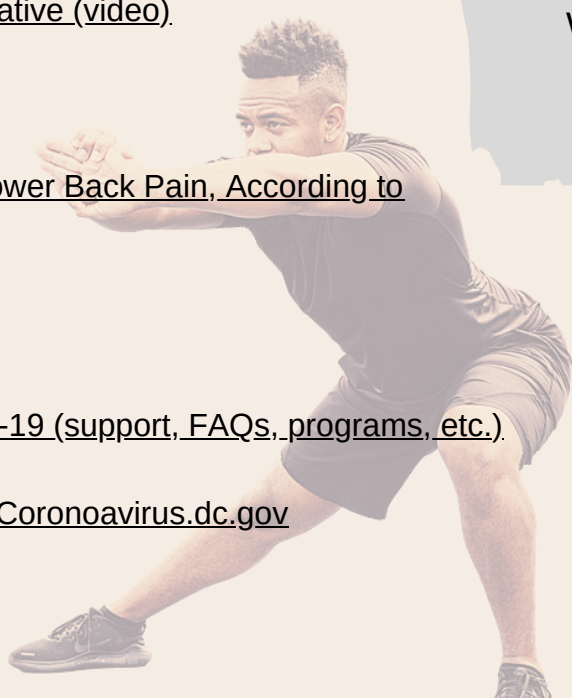 ative (video)
ower Back Pain, According to
-19 (support, FAQs, programs, etc.)
Coronoavirus.dc.gov